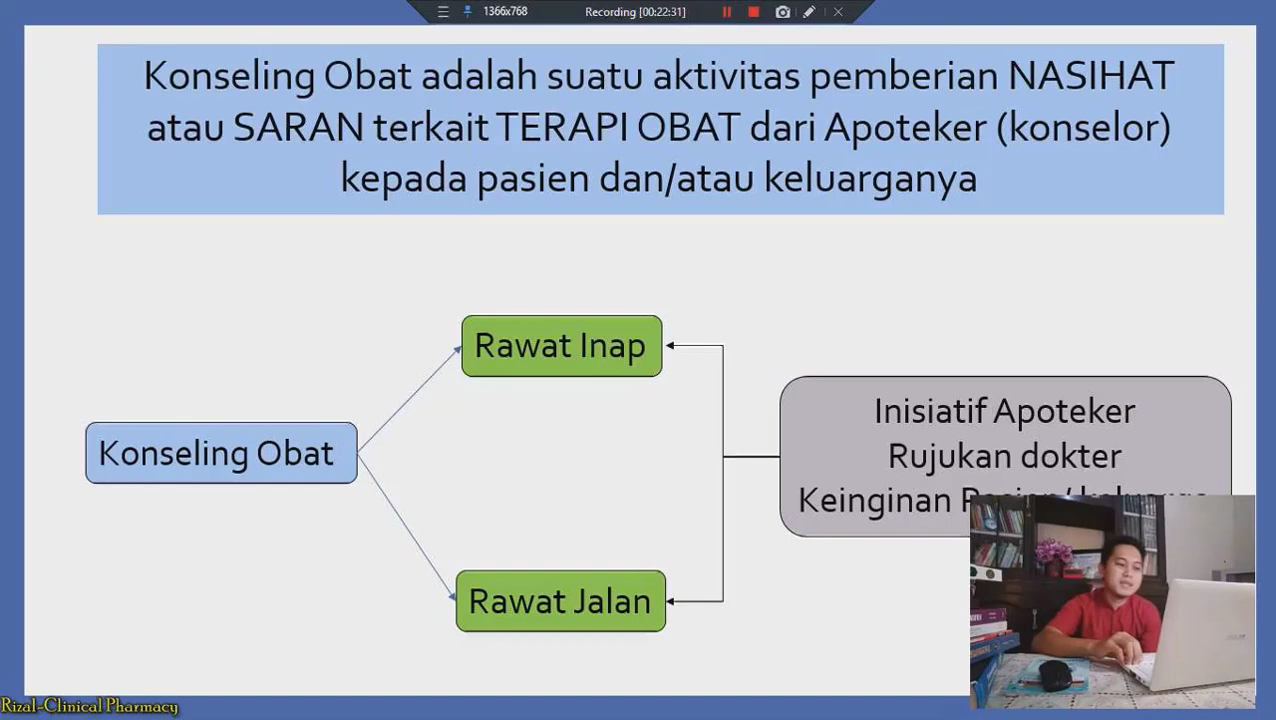 1366x768
Recording [00:22:31]
Konseling Obat adalah suatu aktivitas pemberian NASIHAT
atau SARAN terkait TERAPI OBAT dari Apoteker (konselor)
kepada pasien dan/atau keluarganya
Konseling Obat
Rawat Inap
Rawat Jalan
Inisiatif Apoteker
Rujukan dokter
Keinginan Pasien/ keluarga
Rizal-Clinical Pharmacy